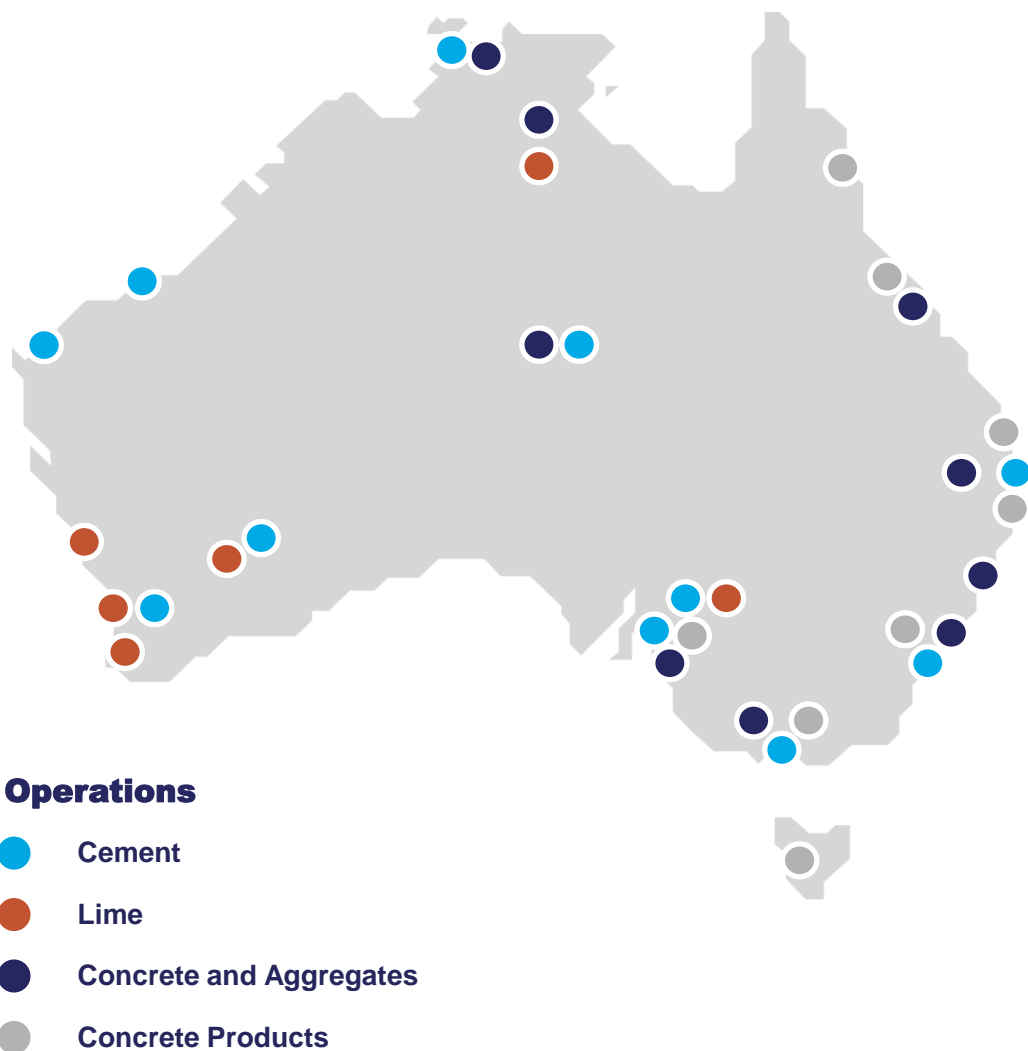 Operations
Cement
Lime
Concrete and Aggregates
Concrete Products